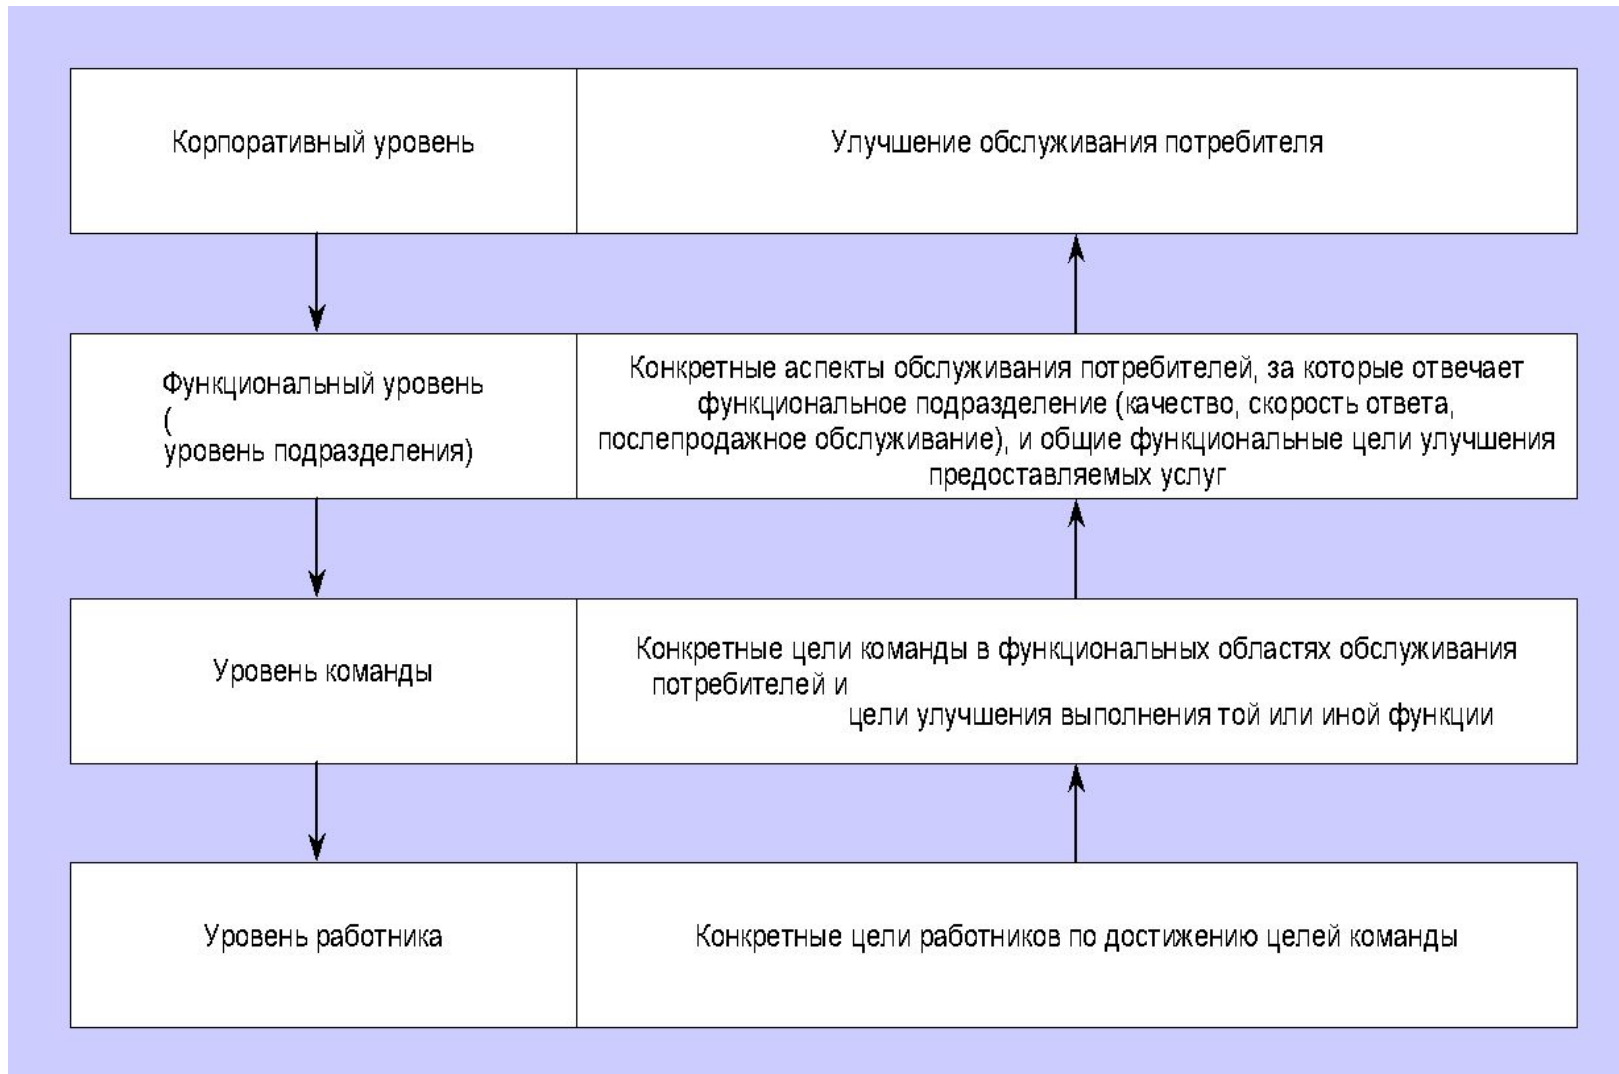 Корпоративный уровень
Улучшение обслуживания потребителя
Функциональный уровень
(
уровень подразделения)
Конкретные аспекты обслуживания потребителей, за которые отвечает
функциональное подразделение (качество, скорость ответа,
послепродажное обслуживание), и общие функциональные цели улучшения
предоставляемых услуг
Уровень команды
Конкретные цели команды в функциональных областях обслуживания
потребителей и
цели улучшения выполнения той или иной функции
Уровень работника
Конкретные цели работников по достижению целей команды